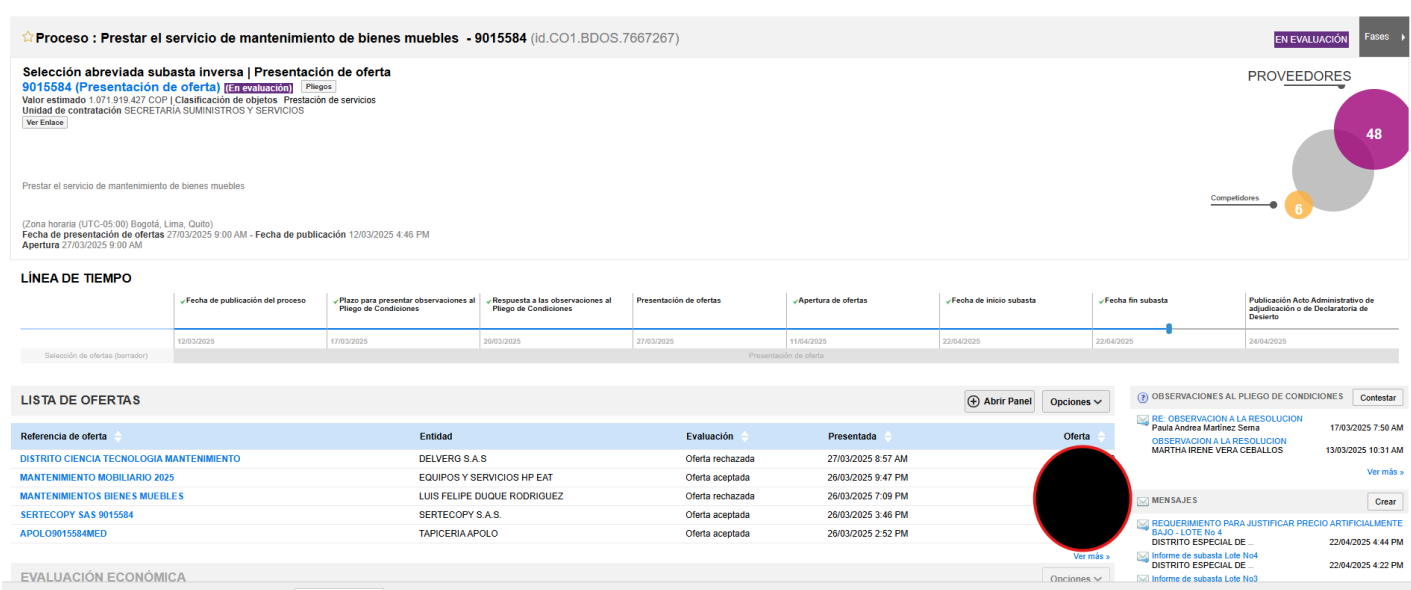 Proceso : Prestar el servicio de mantenimiento de bienes muebles - 9015584 (id.CO1.BDOS.7667267)
EN EVALUACIÓN
Fases
Selección abreviada subasta inversa | Presentación de oferta
9015584 (Presentación de oferta) (En evaluación) Pliegos
Valor estimado 1.071.919.427 COP | Clasificación de objetos Prestación de servicios
Unidad de contratación SECRETARÍA SUMINISTROS Y SERVICIOS
Ver Enlace
PROVEEDORES
48
Competidores
6
Prestar el servicio de mantenimiento de bienes muebles
(Zona horaria (UTC-05:00) Bogotá, Lima, Quito)
Fecha de presentación de ofertas 27/03/2025 9:00 AM - Fecha de publicación 12/03/2025 4:46 PM
Apertura 27/03/2025 9:00 AM
LÍNEA DE TIEMPO
Fecha de publicación del proceso
Plazo para presentar observaciones al
Pliego de Condiciones
Respuesta a las observaciones al
Pliego de Condiciones
Presentación de ofertas
Apertura de ofertas
Fecha de inicio subasta
Fecha fin subasta
Publicación Acto Administrativo de
adjudicación o de Declaratoria de
Desierto
12/03/2025 17/03/2025 20/03/2025 27/03/2025 11/04/2025 22/04/2025 22/04/2025 24/04/2025
Selección de ofertas (borrador) Presentación de oferta
LISTA DE OFERTAS
Abrir Panel Opciones
Referencia de oferta Entidad Evaluación Presentada Oferta
DISTRITO CIENCIA TECNOLOGIA MANTENIMIENTO DELVERG S.A.S Oferta rechazada 27/03/2025 8:57 AM
MANTENIMIENTO MOBILIARIO 2025 EQUIPOS Y SERVICIOS HP EAT Oferta aceptada 26/03/2025 9:47 PM
MANTENIMIENTOS BIENES MUEBLES LUIS FELIPE DUQUE RODRIGUEZ Oferta rechazada 26/03/2025 7:09 PM
SERTECOPY SAS 9015584 SERTECOPY S.A.S. Oferta aceptada 26/03/2025 3:46 PM
APOLO9015584MED TAPICERIA APOLO Oferta aceptada 26/03/2025 2:52 PM
Ver más »
EVALUACIÓN ECONÓMICA
Opciones
OBSERVACIONES AL PLIEGO DE CONDICIONES Contestar
RE: OBSERVACION A LA RESOLUCION
Paula Andrea Martínez Serna 17/03/2025 7:50 AM
OBSERVACION A LA RESOLUCION
MARTHA IRENE VERA CEBALLOS 13/03/2025 10:31 AM
Ver más »
MENSAJES Crear
REQUERIMIENTO PARA JUSTIFICAR PRECIO ARTIFICIALMENTE
BAJO - LOTE No 4
DISTRITO ESPECIAL DE ... 22/04/2025 4:44 PM
Informe de subasta Lote No4
DISTRITO ESPECIAL DE ... 22/04/2025 4:22 PM
Informe de subasta Lote No3